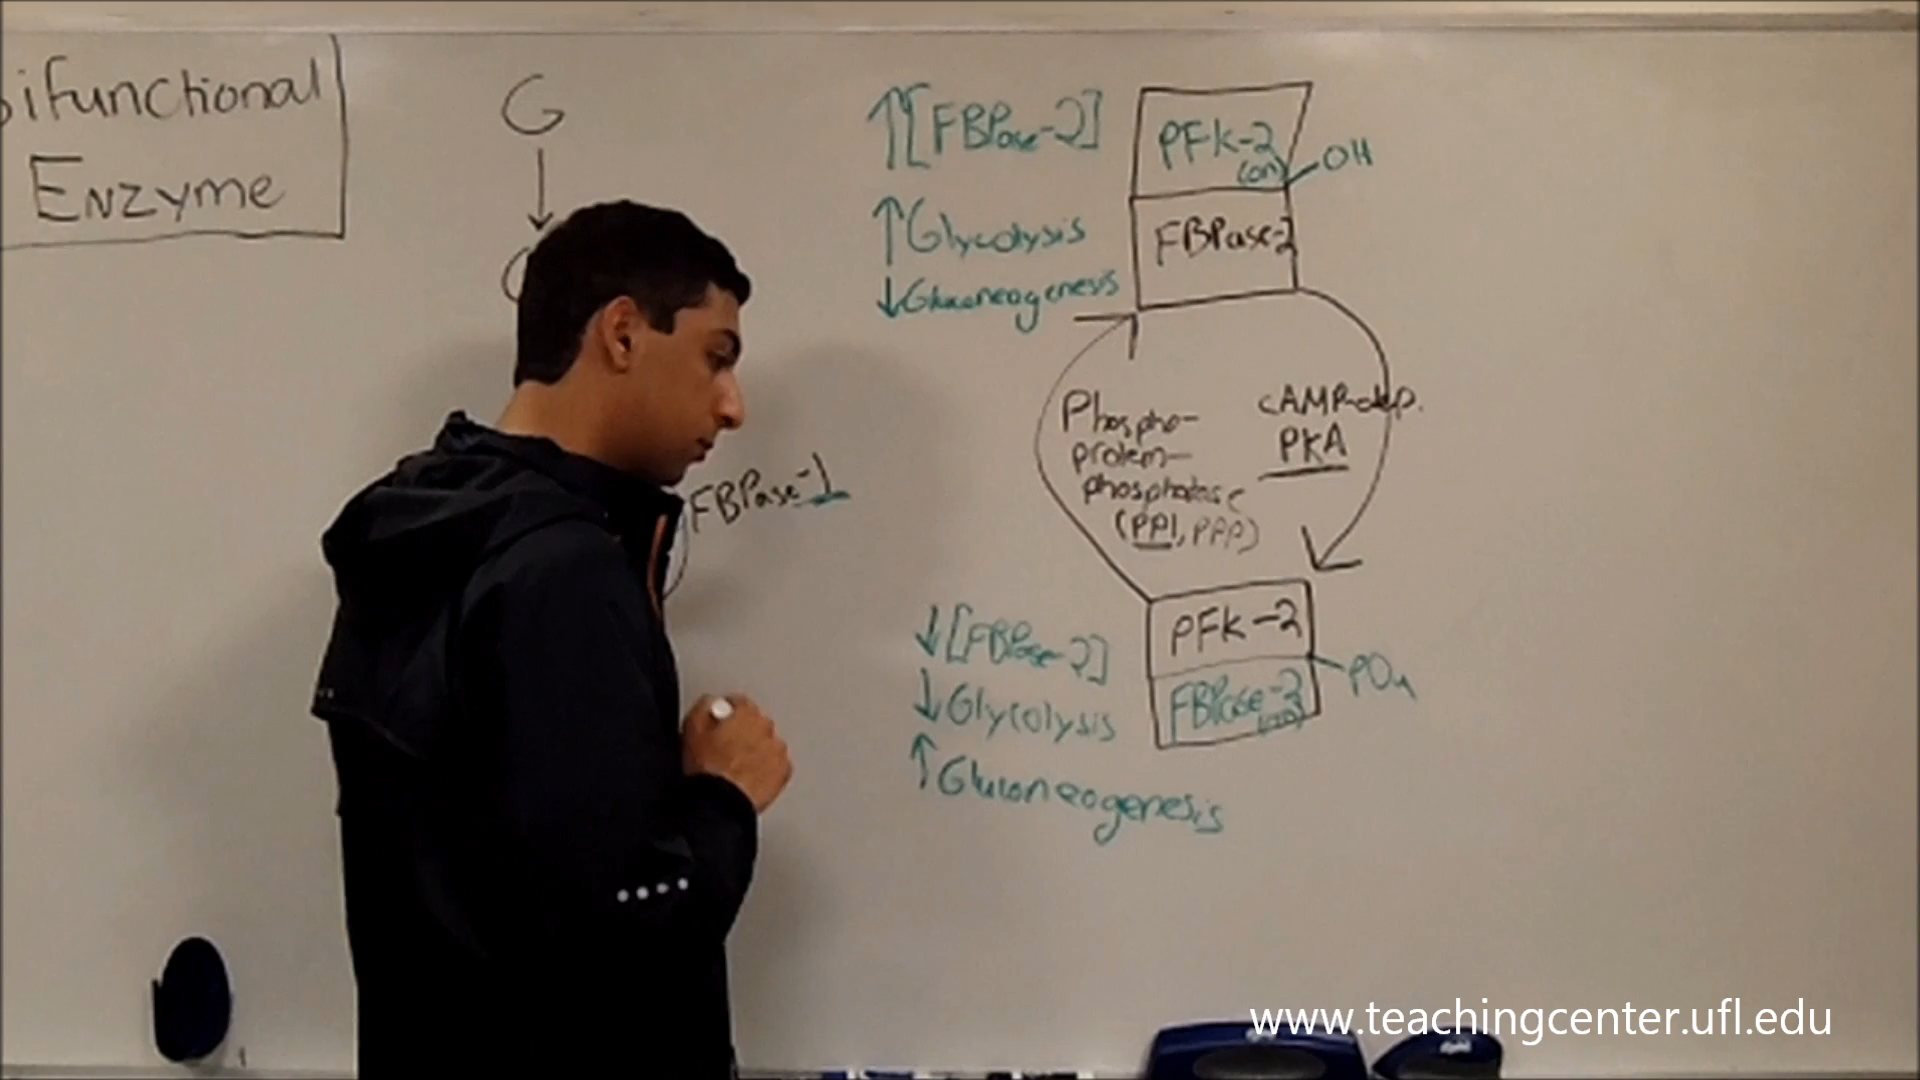 ifunctional
Enzyme
G
FBPase-1
↑[FBPase-2]
↑Glycolysis
↓Gluconeogenesis
PFK-2
(on)
OH
FBPase-2
Phospho-
protein-
phosphatase
(PP1, PPP)
cAMP-dep.
PKA
PFK-2
FBPase-2
(on)
PO4
↓[FBPase-2]
↓Glycolysis
↑Gluconeogenesis
www.teachingcenter.ufl.edu